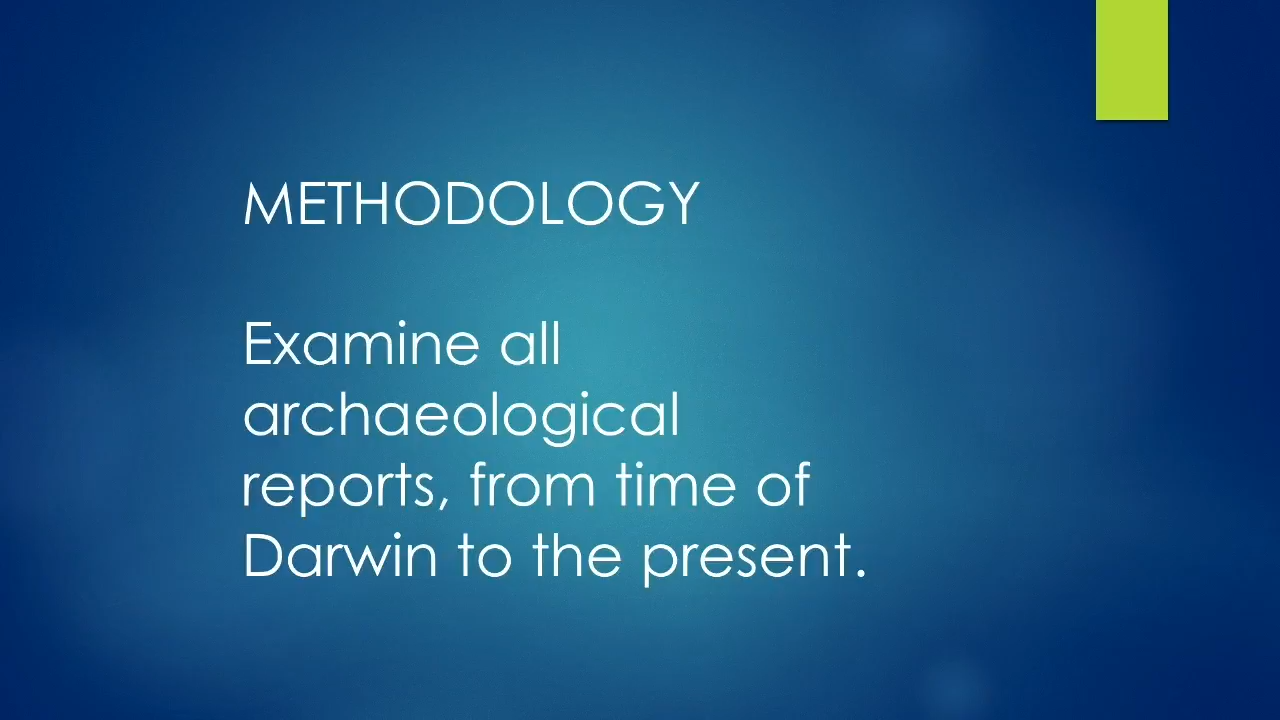 METHODOLOGY
Examine all
archaeological
reports, from time of
Darwin to the present.